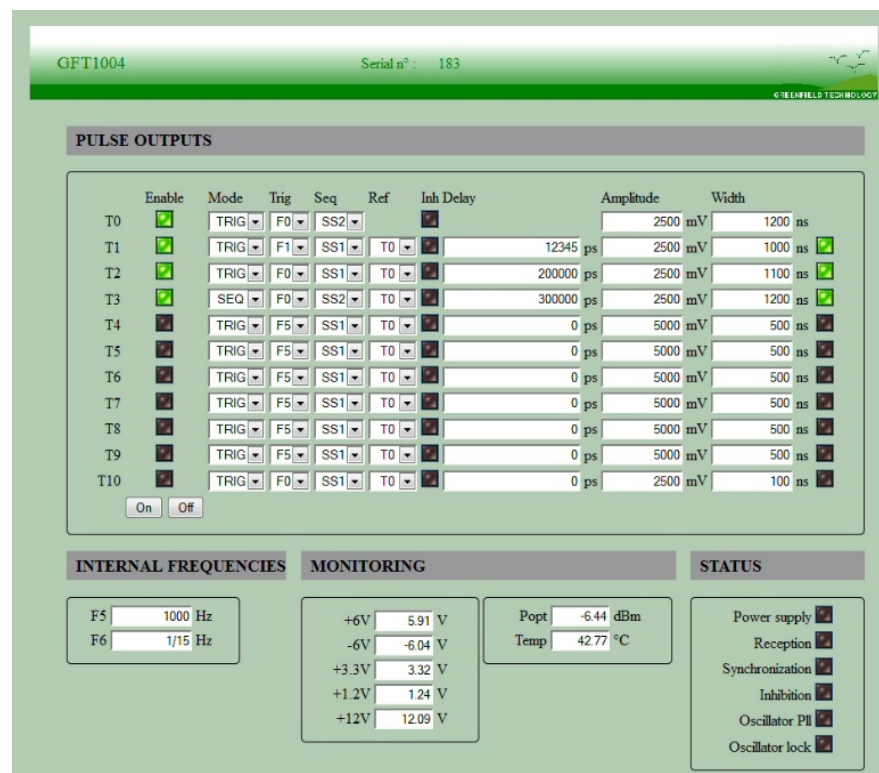 GFT1004 Serial n° : 183
GREENFIELD TECHNOLOGY
PULSE OUTPUTS
Enable Mode Trig Seq Ref Inh Delay Amplitude Width
T0 TRIG F0 SS2 2500 mV 1200 ns
T1 TRIG F1 SS1 T0 12345 ps 2500 mV 1000 ns
T2 TRIG F0 SS1 T0 200000 ps 2500 mV 1100 ns
T3 SEQ F0 SS2 T0 300000 ps 2500 mV 1200 ns
T4 TRIG F5 SS1 T0 0 ps 5000 mV 500 ns
T5 TRIG F5 SS1 T0 0 ps 5000 mV 500 ns
T6 TRIG F5 SS1 T0 0 ps 5000 mV 500 ns
T7 TRIG F5 SS1 T0 0 ps 5000 mV 500 ns
T8 TRIG F5 SS1 T0 0 ps 5000 mV 500 ns
T9 TRIG F5 SS1 T0 0 ps 5000 mV 500 ns
T10 TRIG F0 SS1 T0 0 ps 2500 mV 100 ns
On Off
INTERNAL FREQUENCIES
F5 1000 Hz
F6 1/15 Hz
MONITORING
+6V 5.91 V
-6V -6.04 V
+3.3V 3.32 V
+1.2V 1.24 V
+12V 12.09 V
Popt -6.44 dBm
Temp 42.77 °C
STATUS
Power supply
Reception
Synchronization
Inhibition
Oscillator Pll
Oscillator lock